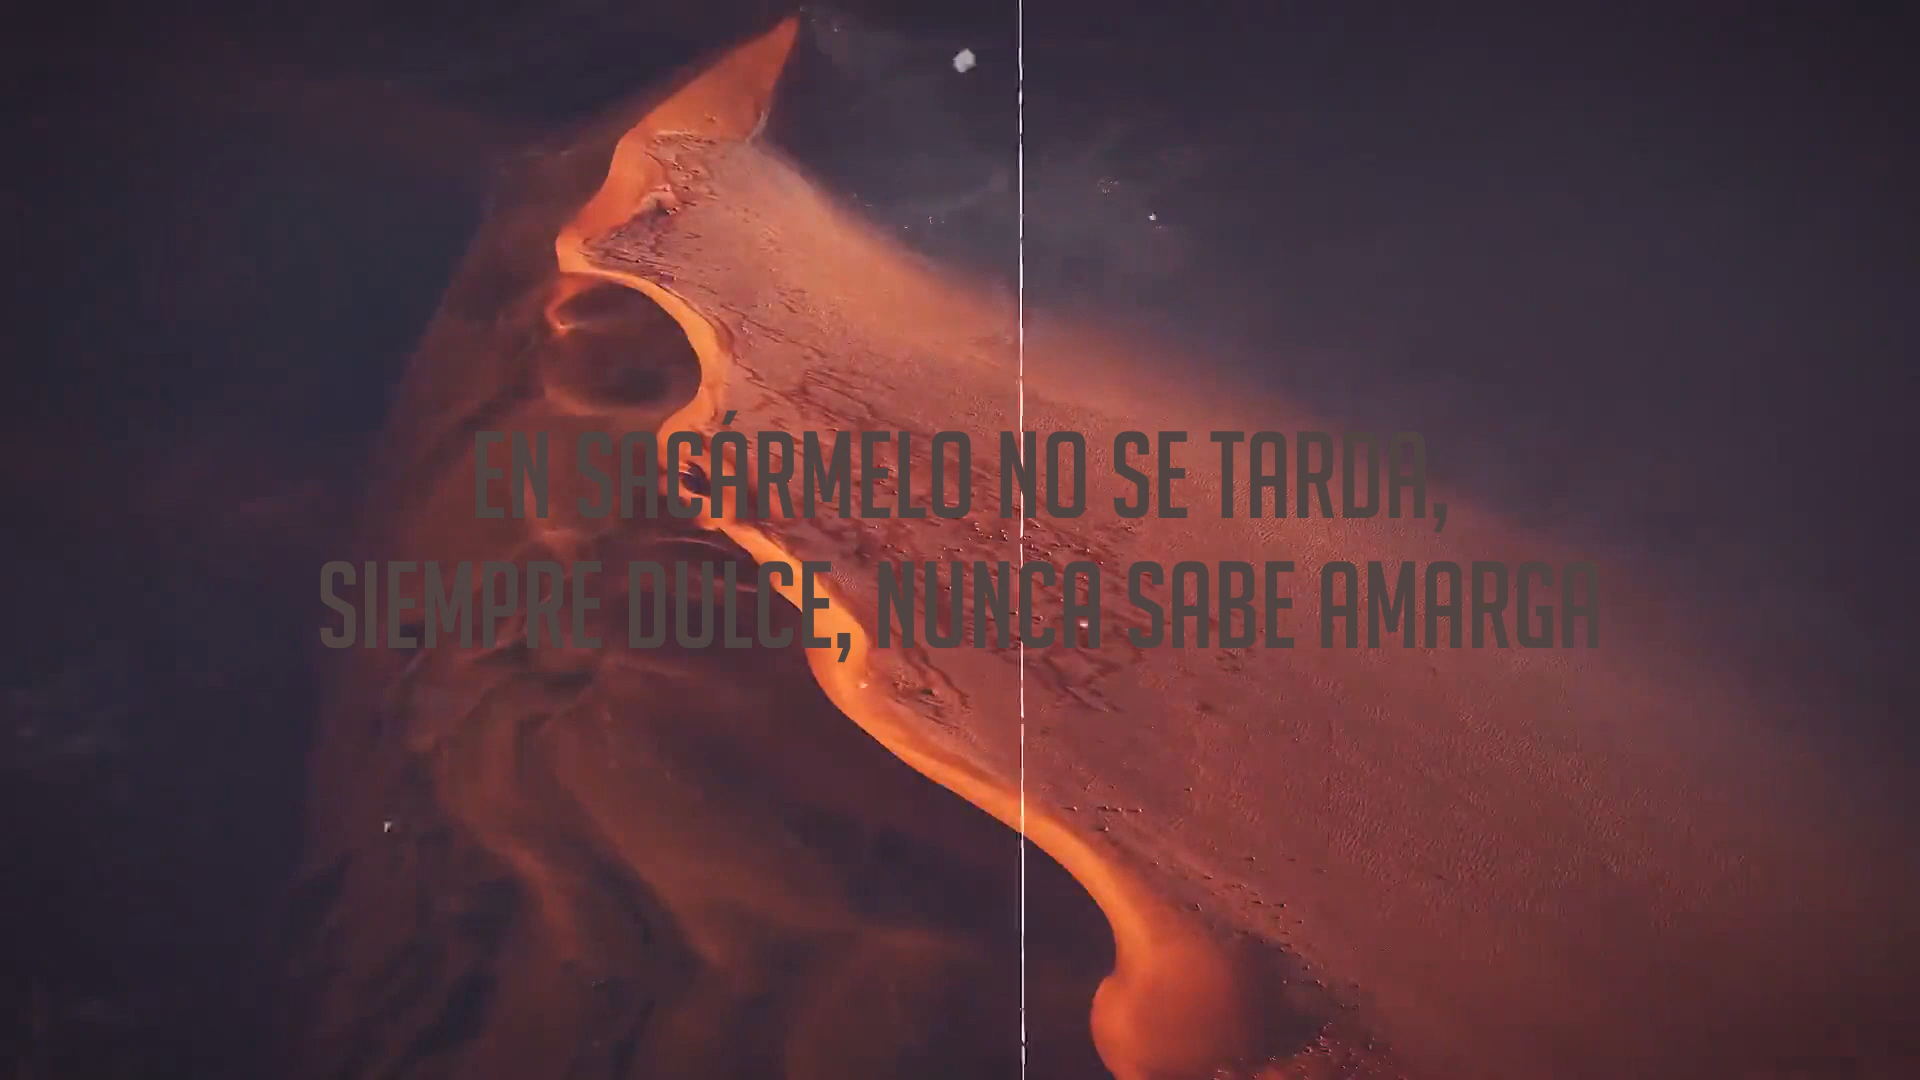 EN SACÁRMELO NO SE TARDA,
SIEMPRE DULCE, NUNCA SABE AMARGA